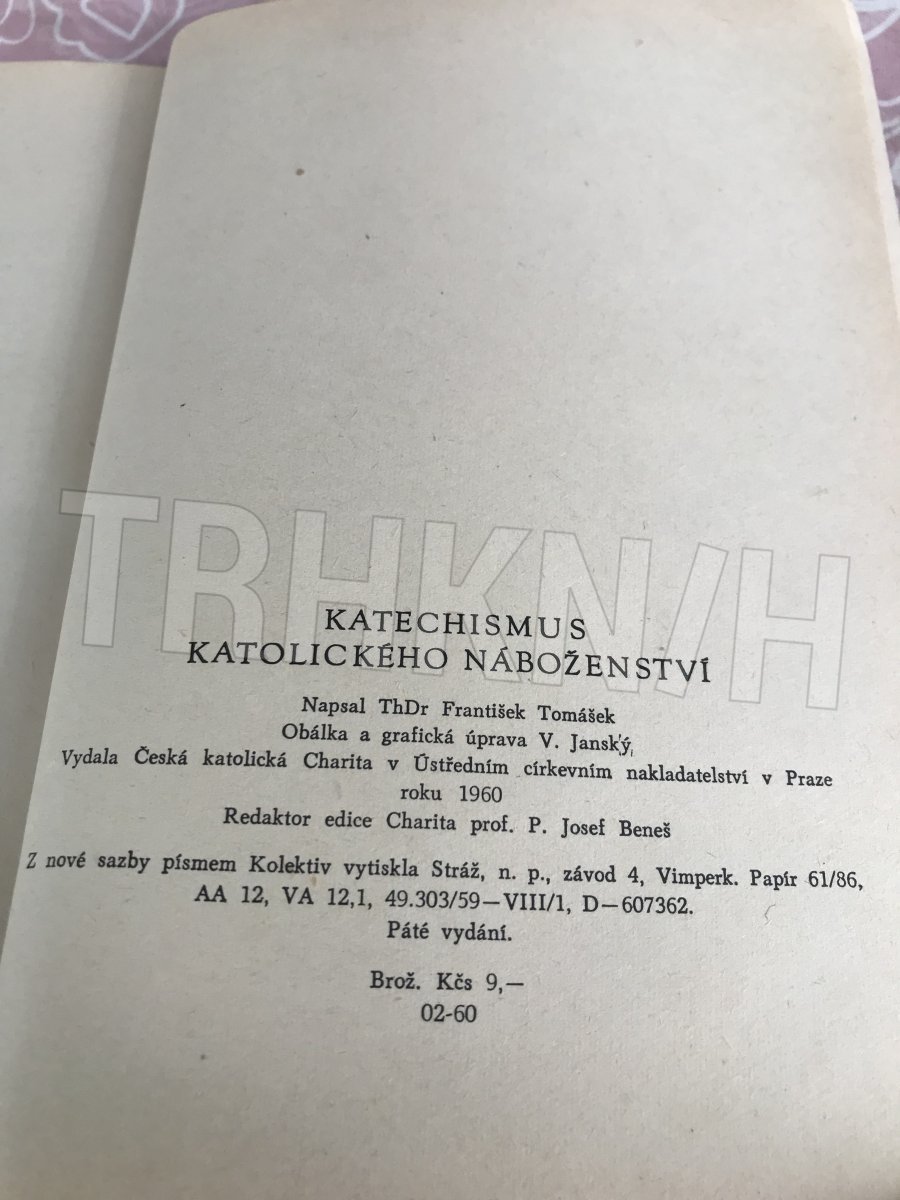 TRHKN/H
KATECHISMUS
KATOLICKÉHO NÁBOŽENSTVÍ
Napsal ThDr František Tomášek
Obálka a grafická úprava V. Janský
Vydala Česká katolická Charita v Ústředním církevním nakladatelství v Praze
roku 1960
Redaktor edice Charita prof. P. Josef Beneš
Z nové sazby písmem Kolektiv vytiskla Stráž, n. p., závod 4, Vimperk. Papír 61/86,
AA 12, VA 12,1, 49.303/59—VIII/1, D—607362.
Páté vydání.
Brož. Kčs 9,—
02-60